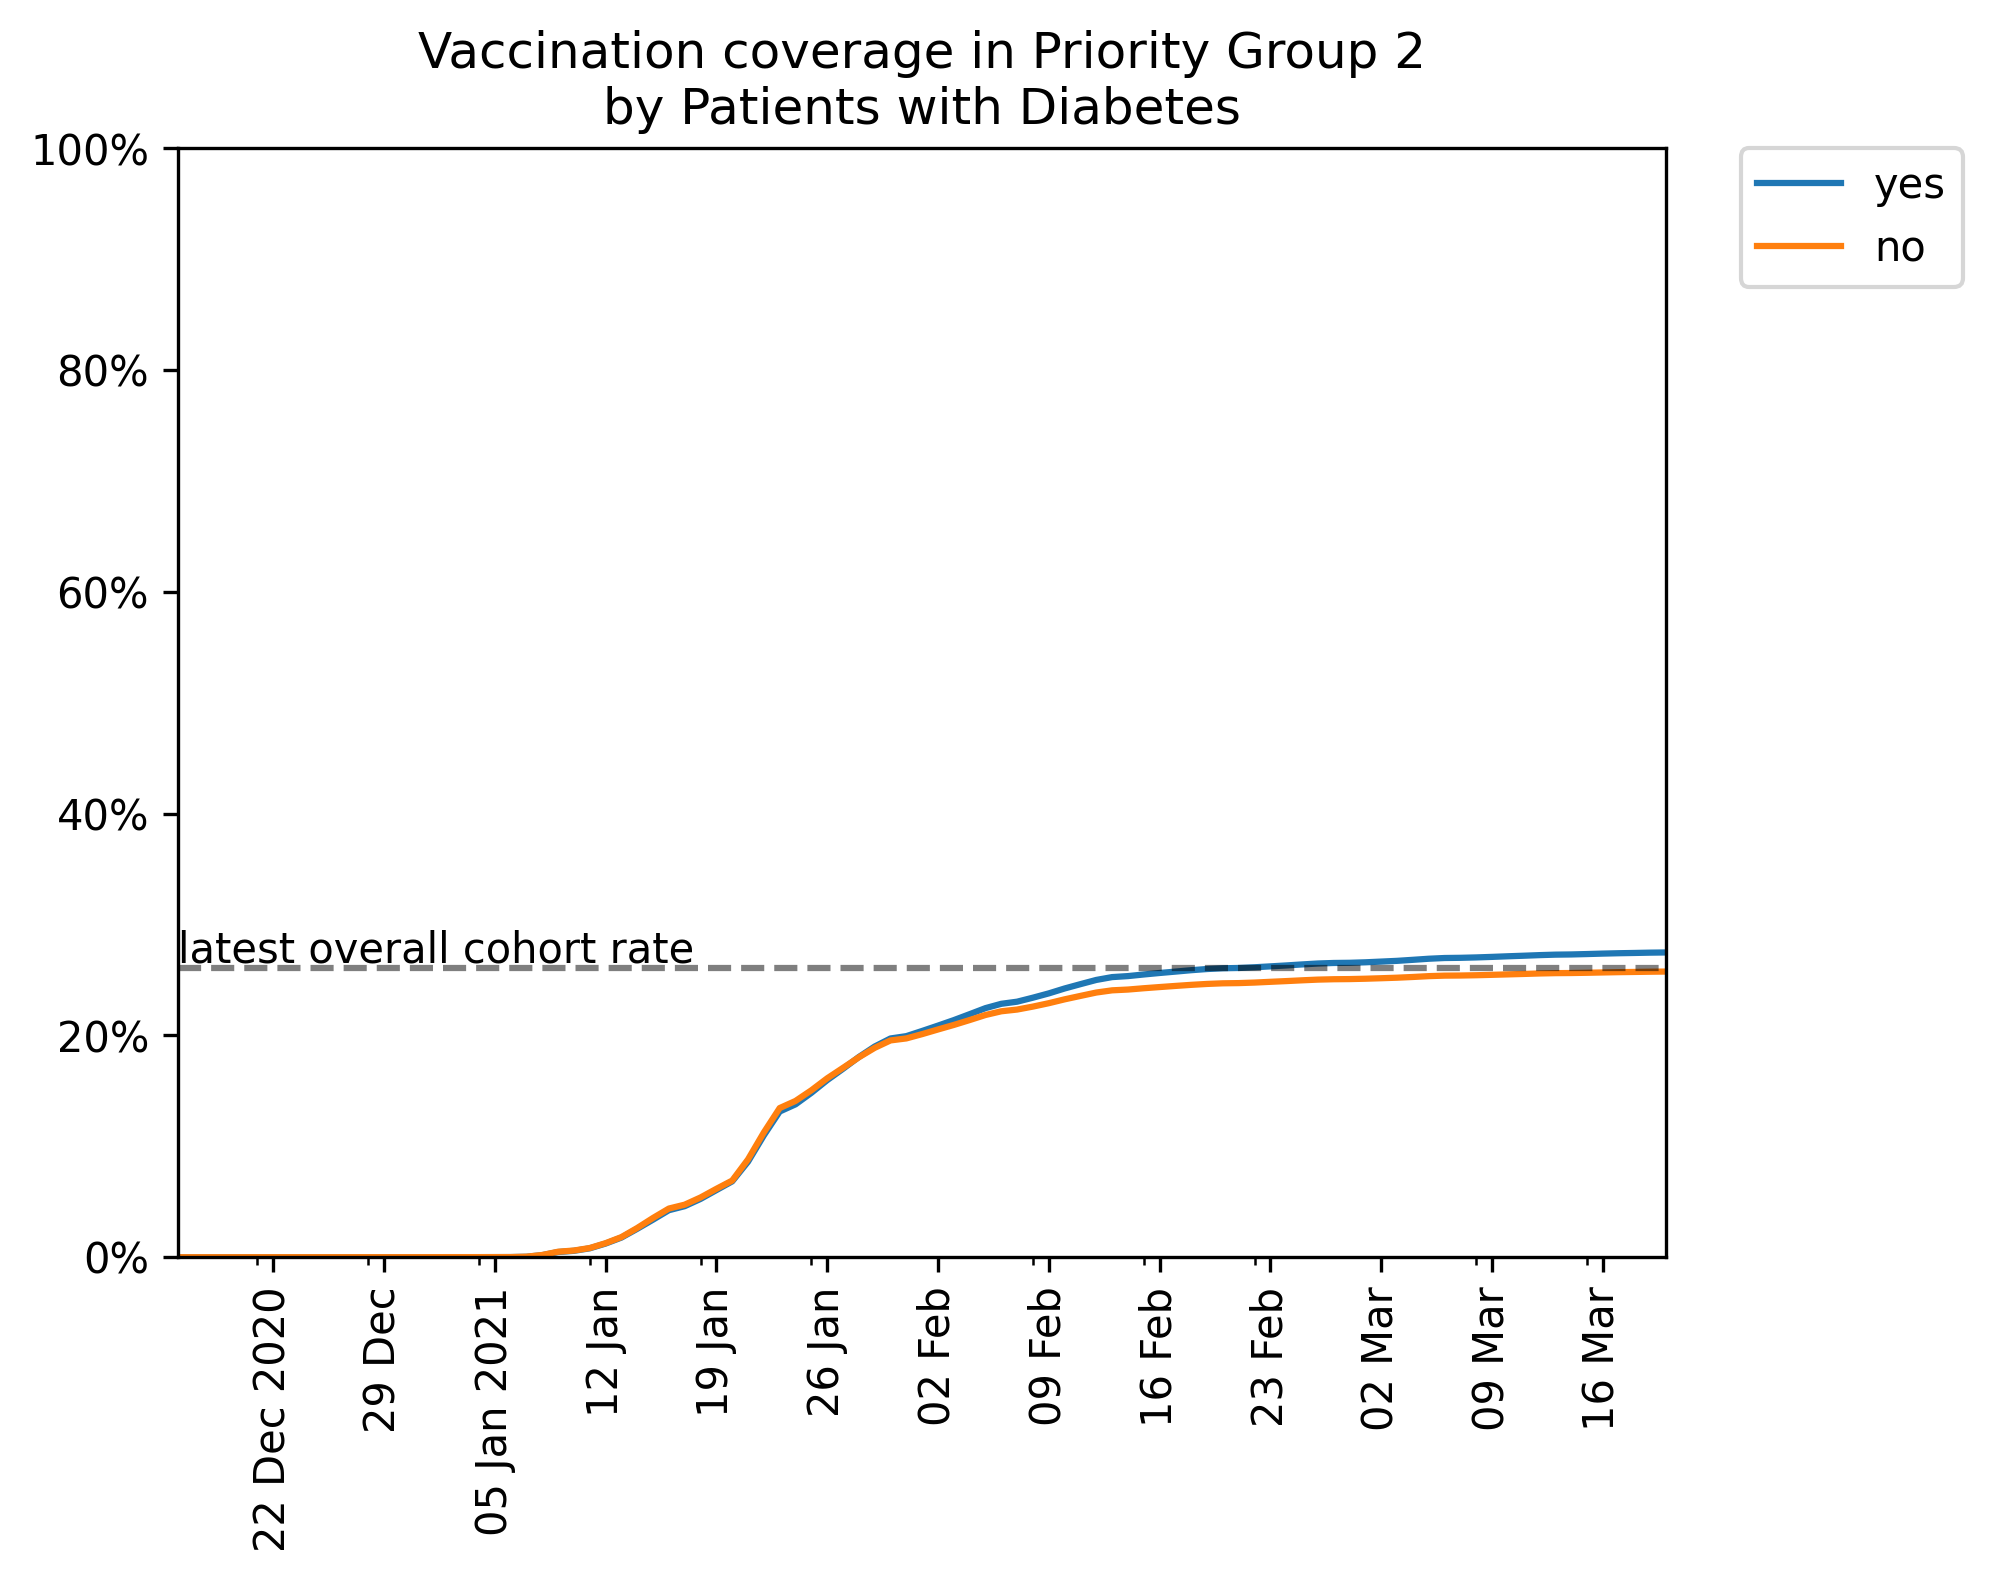 Vaccination coverage in Priority Group 2
by Patients with Diabetes
100%
80%
60%
40%
20%
0%
latest overall cohort rate
yes
no
22 Dec 2020
29 Dec
05 Jan 2021
12 Jan
19 Jan
26 Jan
02 Feb
09 Feb
16 Feb
23 Feb
02 Mar
09 Mar
16 Mar